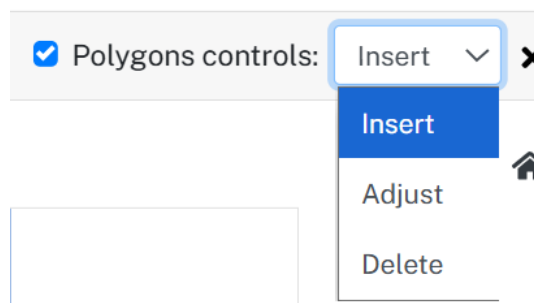 Polygons controls: Insert
Insert
Adjust
Delete